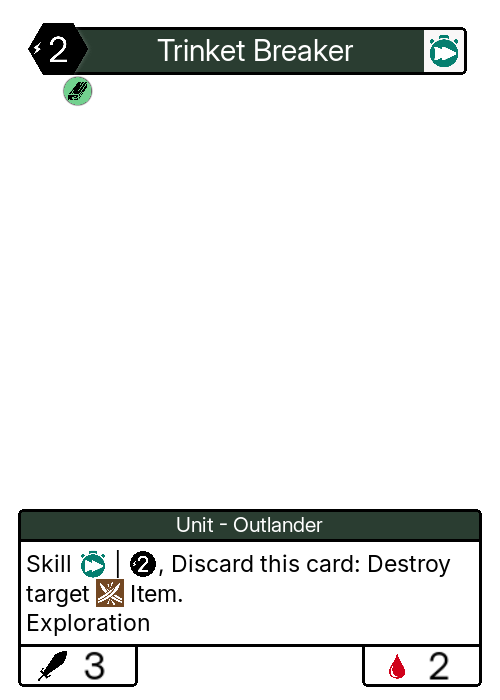 2 Trinket Breaker
Unit - Outlander
Skill | 2, Discard this card: Destroy
target Item.
Exploration
3 2